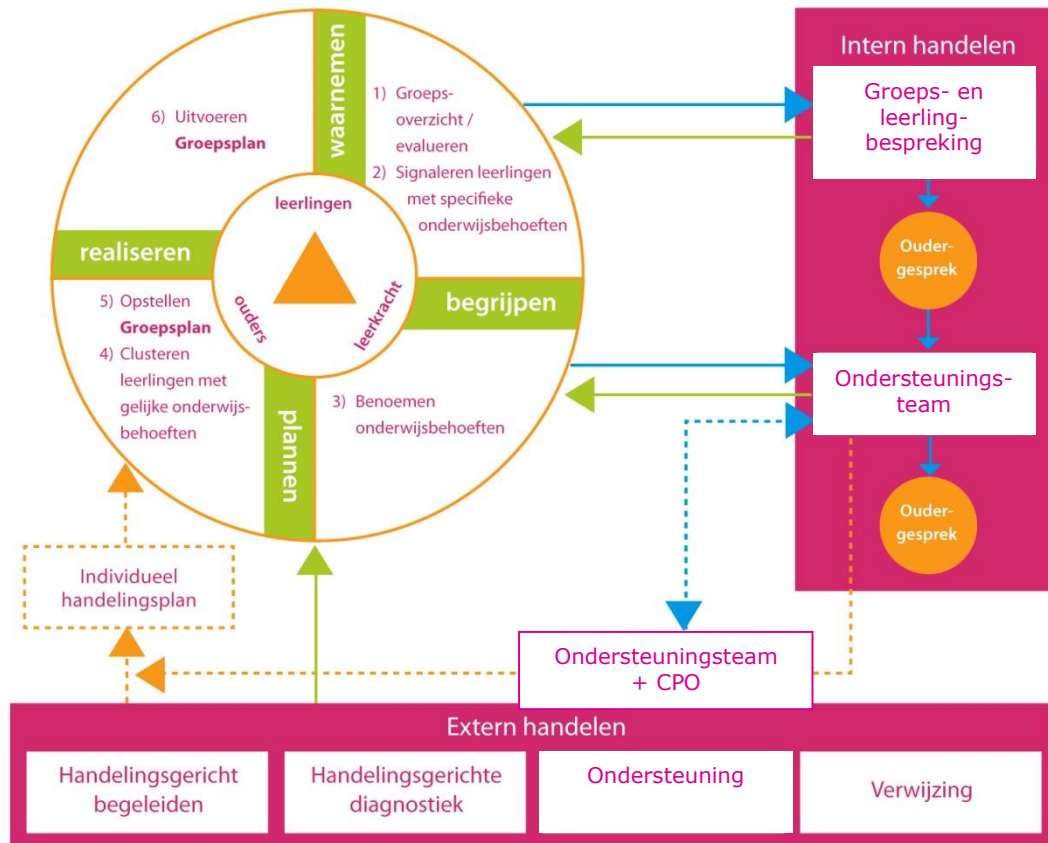 waarnemen
1) Groeps-
overzicht /
evalueren
2) Signaleren leerlingen
met specifieke
onderwijsbehoeften
begrijpen
3) Benoemen
onderwijsbehoeften
plannen
5) Opstellen
Groepsplan
4) Clusteren
leerlingen met
gelijke onderwijs-
behoeften
realiseren
6) Uitvoeren
Groepsplan
leerlingen
ouders
leerkracht
Intern handelen
Groeps- en
leerling-
bespreking
Ouder-
gesprek
Ondersteunings-
team
Ouder-
gesprek
Individueel
handelingsplan
Ondersteuningsteam
+ CPO
Extern handelen
Handelingsgericht
begeleiden
Handelingsgerichte
diagnostiek
Ondersteuning
Verwijzing